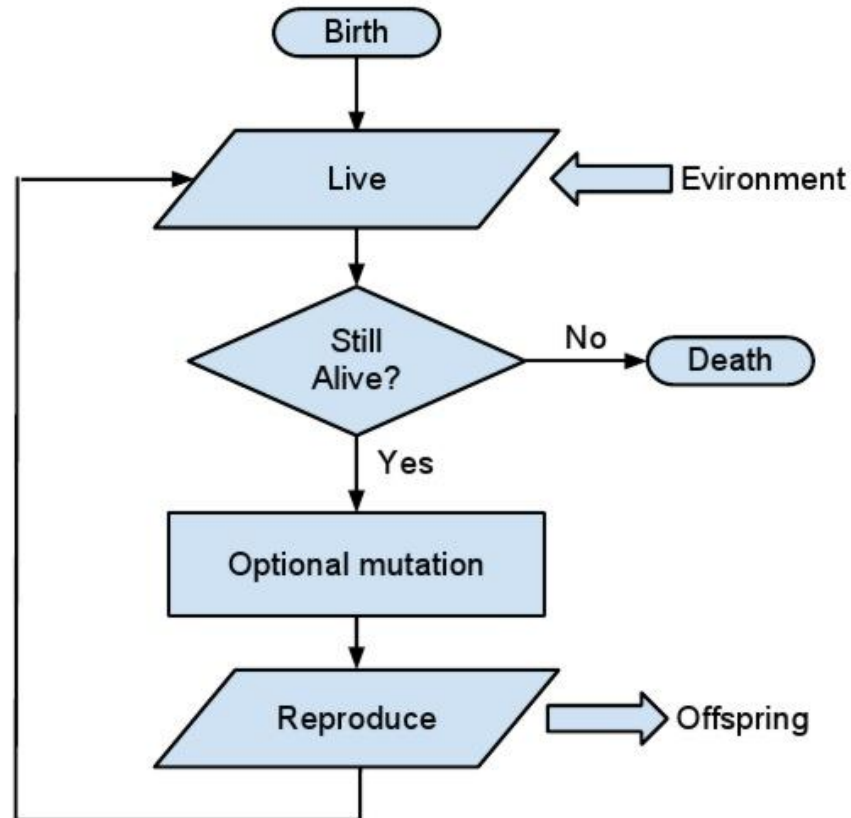 Birth
Live
Evironment
Still
Alive?
No
Death
Yes
Optional mutation
Reproduce
Offspring